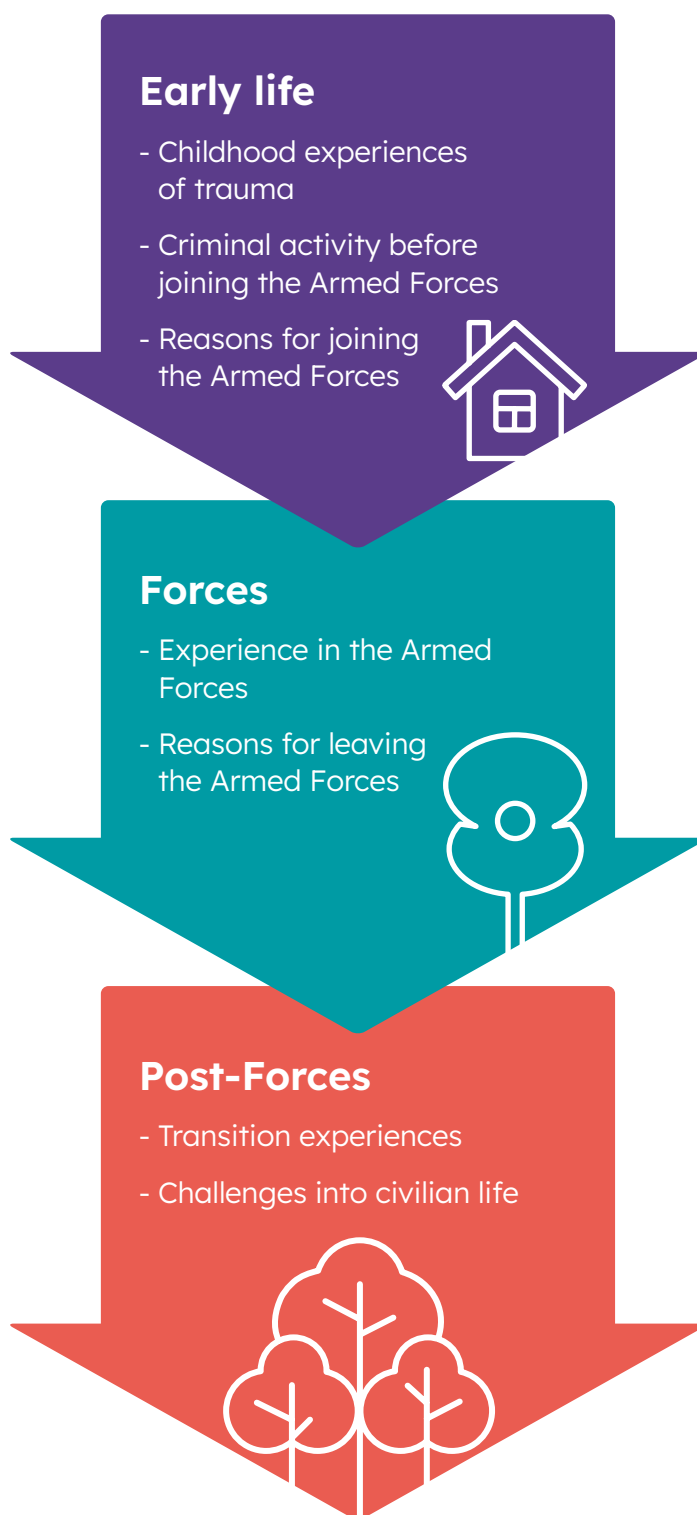 Early life
- Childhood experiences
of trauma
- Criminal activity before
joining the Armed Forces
- Reasons for joining
the Armed Forces
Forces
- Experience in the Armed
Forces
- Reasons for leaving
the Armed Forces
Post-Forces
- Transition experiences
- Challenges into civilian life